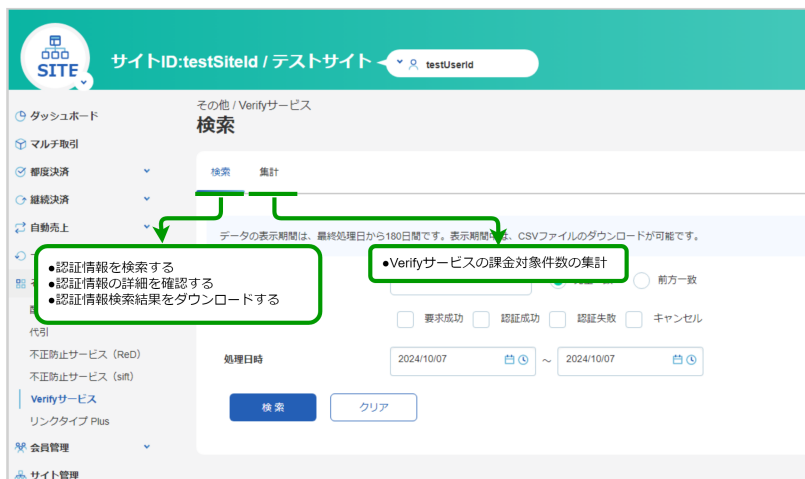 SITE
サイトID:testSiteId / テストサイト
testUserId
ダッシュボード
マルチ取引
都度決済
継続決済
自動売上
その他 / Verifyサービス
検索
検索
集計
データの表示期間は、最終処理日から180日間です。表示期間中は、CSVファイルのダウンロードが可能です。
●認証情報を検索する
●認証情報の詳細を確認する
●認証情報検索結果をダウンロードする
●Verifyサービスの課金対象件数の集計
前方一致
要求成功
認証成功
認証失敗
キャンセル
処理日時
2024/10/07
～
2024/10/07
検索
クリア
代引
不正防止サービス（ReD）
不正防止サービス（sift）
Verifyサービス
リンクタイプ Plus
会員管理
サイト管理